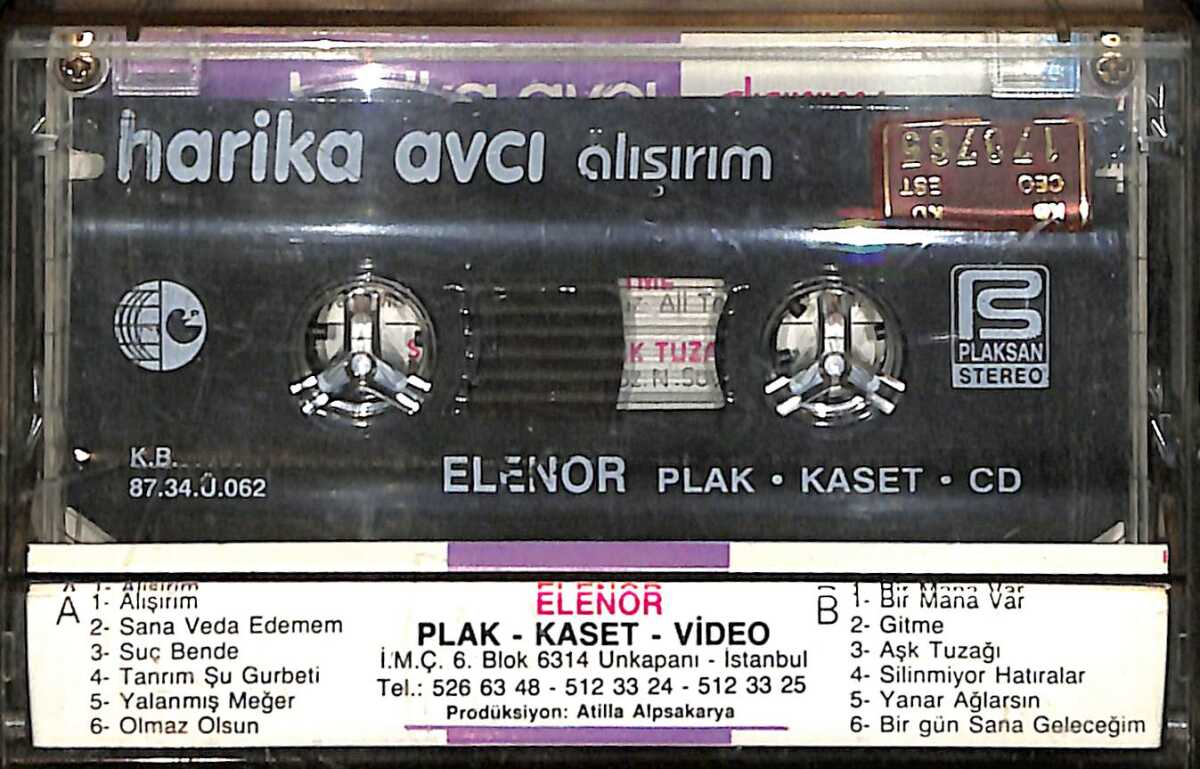 harika avcı alışırım
170765
CEO EST
PLAKSAN
STEREO
K TUZA
K.B.
87.34.Ü.062
ELENOR PLAK • KASET • CD
A
1- Alışırım
2- Sana Veda Edemem
3- Suç Bende
4- Tanrım Şu Gurbeti
5- Yalanmış Meğer
6- Olmaz Olsun
ELENOR
PLAK - KASET - VİDEO
İ.M.Ç. 6. Blok 6314 Unkapanı - İstanbul
Tel.: 526 63 48 - 512 33 24 - 512 33 25
Prodüksiyon: Atilla Alpsakarya
B
1- Bir Mana Var
2- Gitme
3- Aşk Tuzağı
4- Silinmiyor Hatıralar
5- Yanar Ağlarsın
6- Bir gün Sana Geleceğim